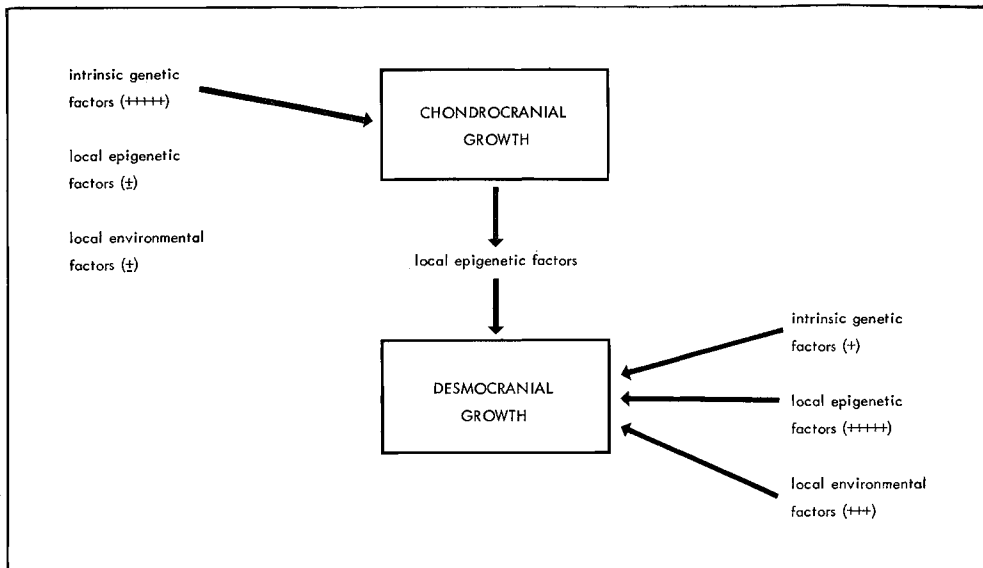 intrinsic genetic
factors (+++++)
local epigenetic
factors (±)
local environmental
factors (±)
CHONDROCRANIAL
GROWTH
local epigenetic factors
DESMOCRANIAL
GROWTH
intrinsic genetic
factors (+)
local epigenetic
factors (+++++)
local environmental
factors (+++)